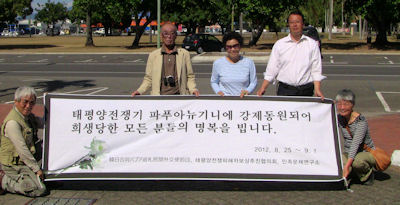 태평양전쟁기 파푸아뉴기니에 강제동원되어
희생당한 모든 분들의 명복을 빕니다.
2012. 8. 25 ~ 9. 1
태평양전쟁피해자보상추진협의회, 민족문제연구소